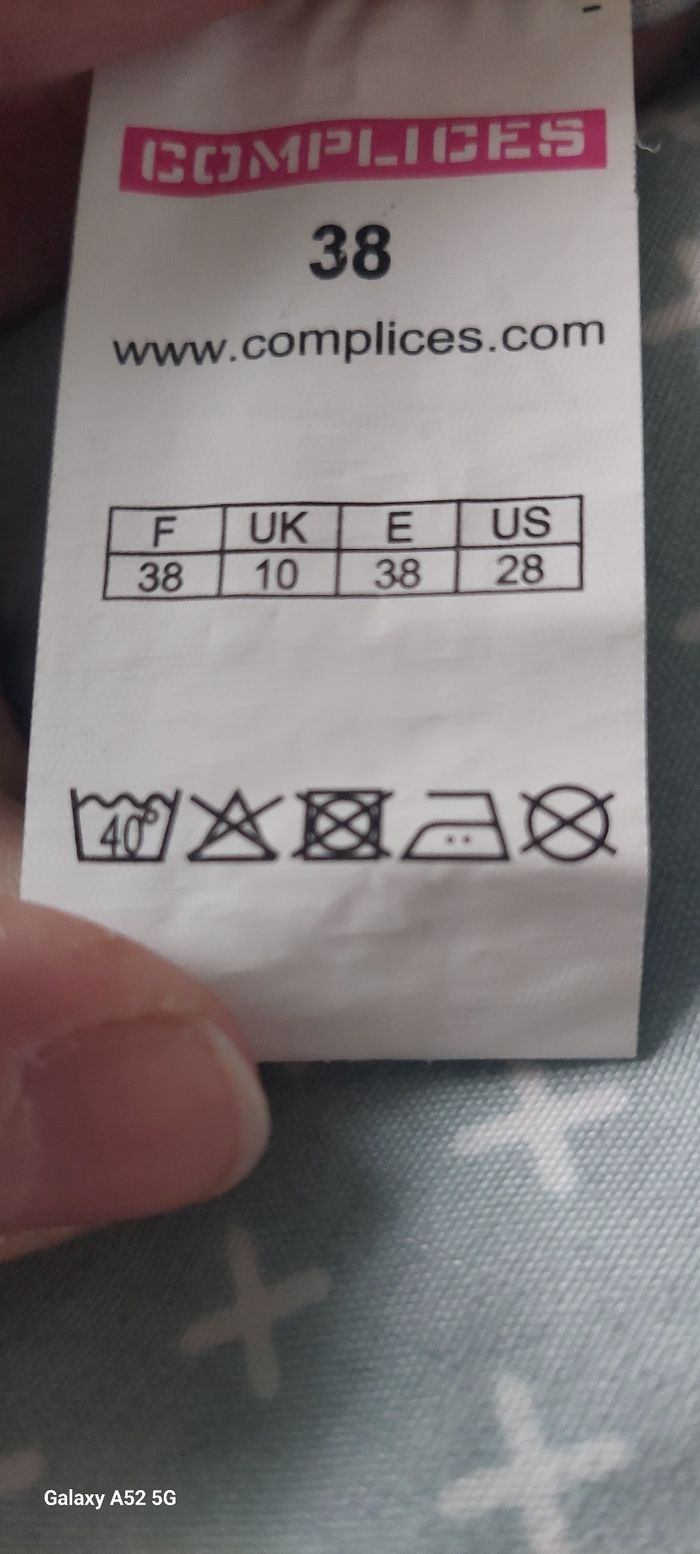 COMPLICES
38
www.complices.com
F UK E US
38 10 38 28
40°
Galaxy A52 5G